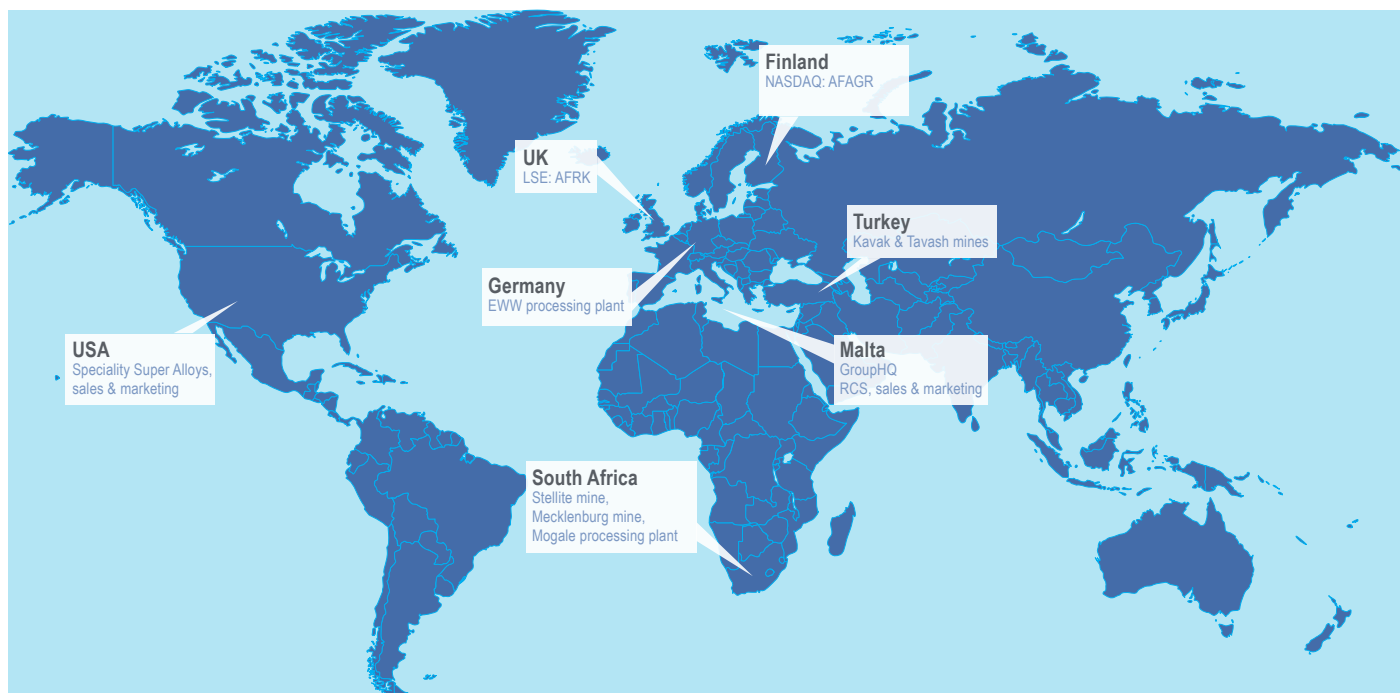 Finland
NASDAQ: AFAGR
UK
LSE: AFRK
Turkey
Kavak & Tavash mines
Germany
EWW processing plant
USA
Speciality Super Alloys,
sales & marketing
Malta
GroupHQ
RCS, sales & marketing
South Africa
Stellite mine,
Mecklenburg mine,
Mogale processing plant